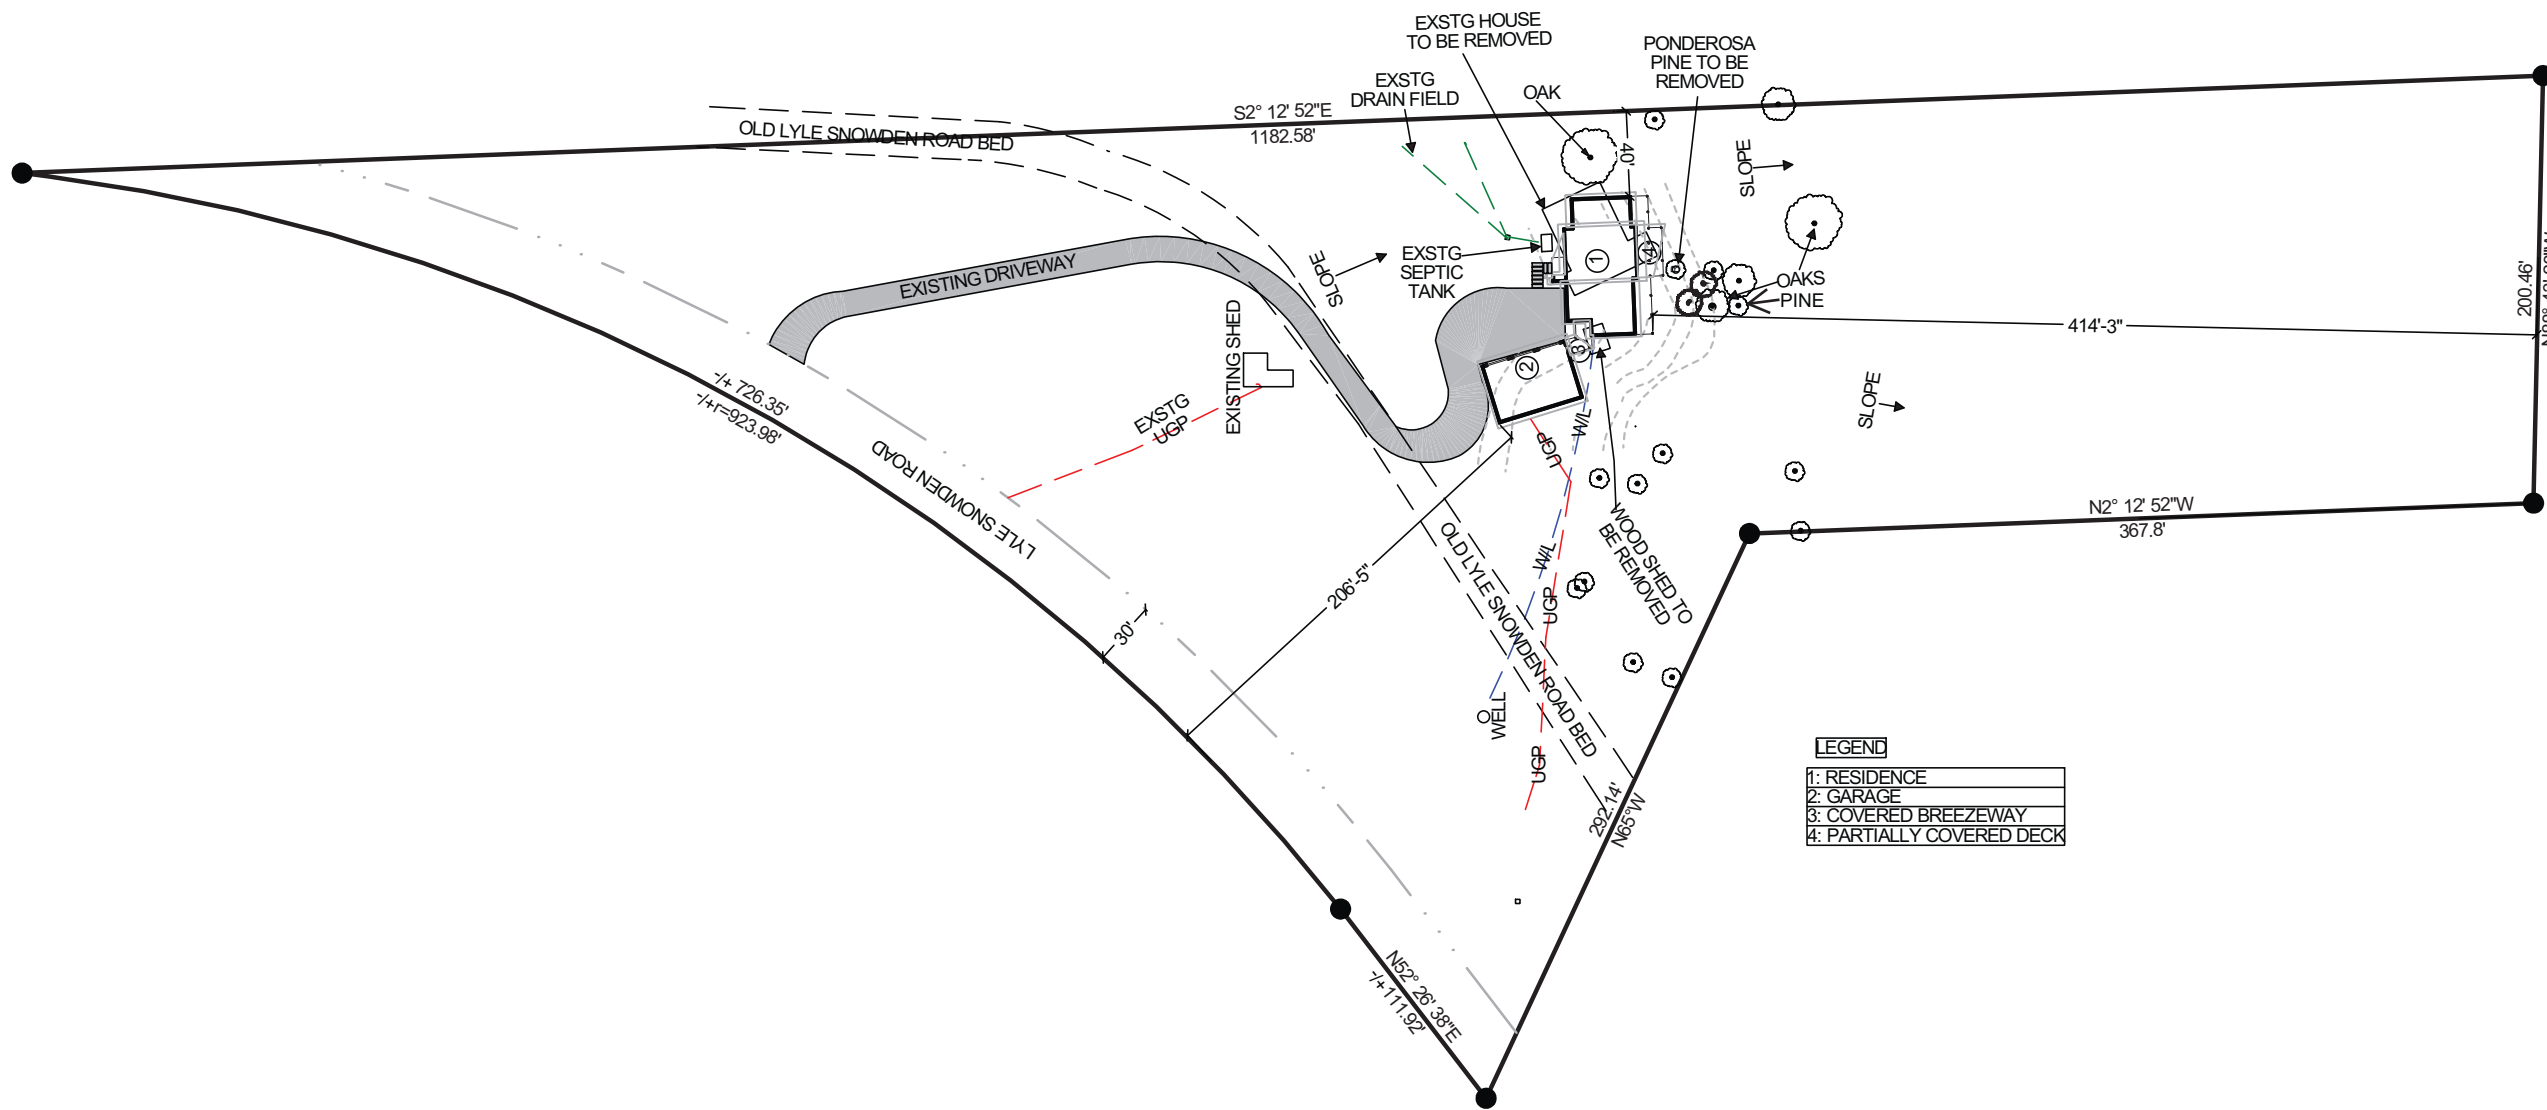 EXSTG HOUSE
TO BE REMOVED
PONDEROSA
PINE TO BE
REMOVED
EXSTG
DRAIN FIELD
OAK
S2° 12' 52"E
1182.58'
OLD LYLE SNOWDEN ROAD BED
40'
SLOPE
EXISTING DRIVEWAY
SLOPE
EXSTG
SEPTIC
TANK
1
4
OAKS
PINE
200.46'
414'-3"
EXISTING SHED
3
2
-/+ 726.35'
-/+r=923.98'
EXSTG
UGP
SLOPE
LYLE SNOWDEN ROAD
UGP
W/L
N2° 12' 52"W
367.8'
WOOD SHED TO
BE REMOVED
OLD LYLE SNOWDEN ROAD BED
206'-5"
W/L
UGP
30'
WELL
UGP
292.14'
N65°W
LEGEND
1: RESIDENCE
2: GARAGE
3: COVERED BREEZEWAY
4: PARTIALLY COVERED DECK
N52° 26' 38"E
-/+111.92'